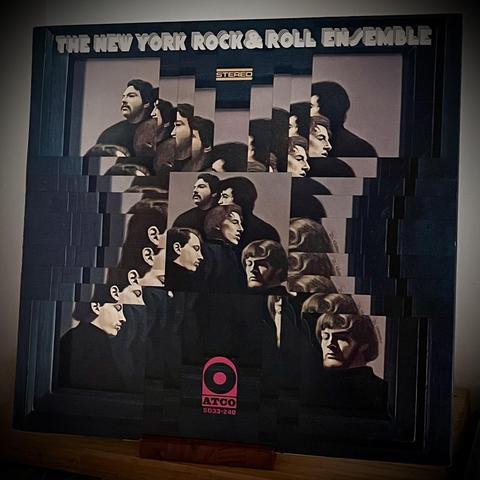 THE NEW YORK ROCK & ROLL ENSEMBLE
STEREO
ATCO
SD33-240